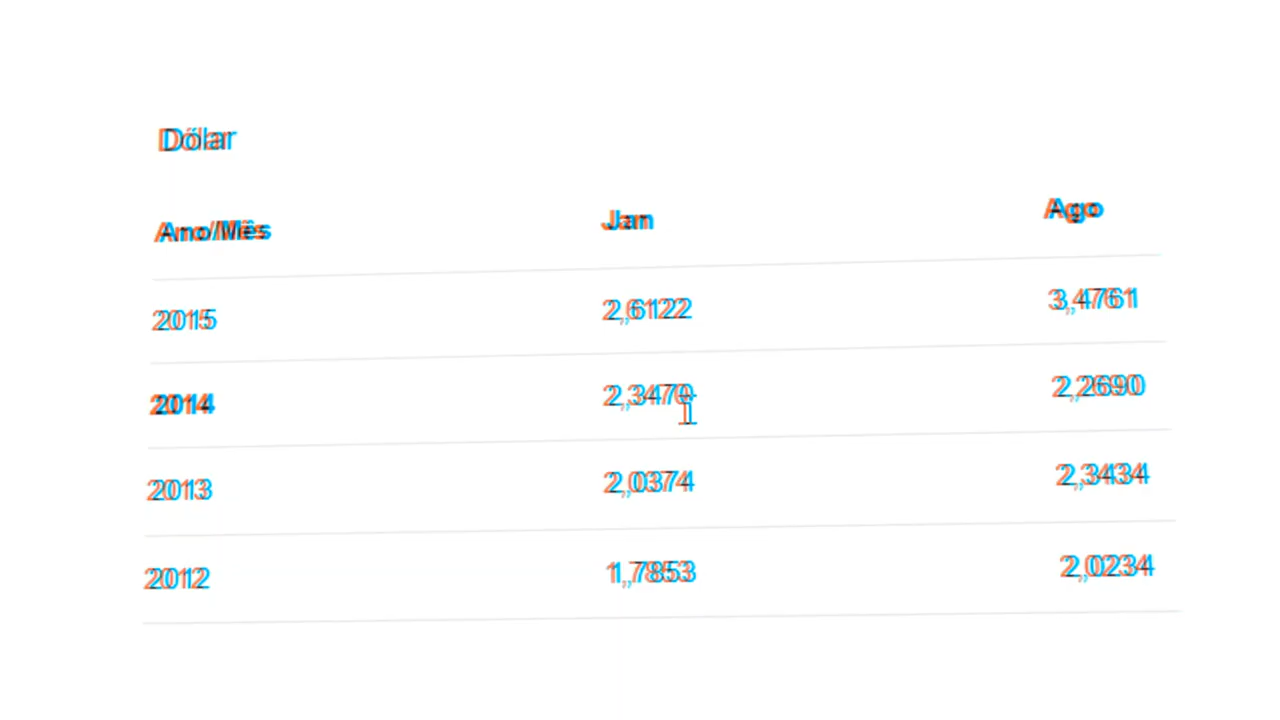 Dólar
Ano/Mês Jan Ago
2015 2,6122 3,4761
2014 2,3470 2,2690
2013 2,0374 2,3434
2012 1,7853 2,0234